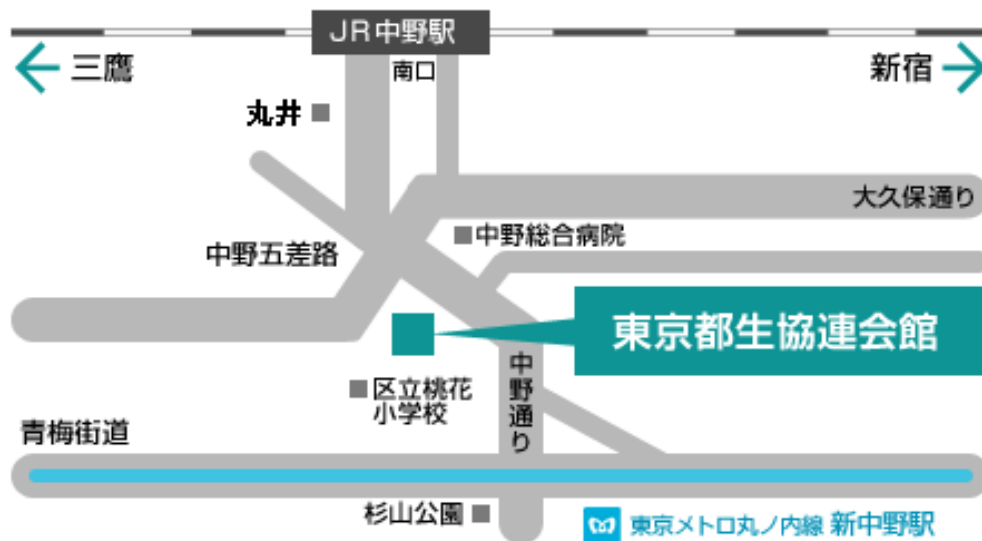 JR中野駅
三鷹
南口
新宿
丸井
大久保通り
中野総合病院
中野五差路
東京都生協連会館
中野通り
区立桃花
小学校
青梅街道
杉山公園
東京メトロ丸ノ内線 新中野駅